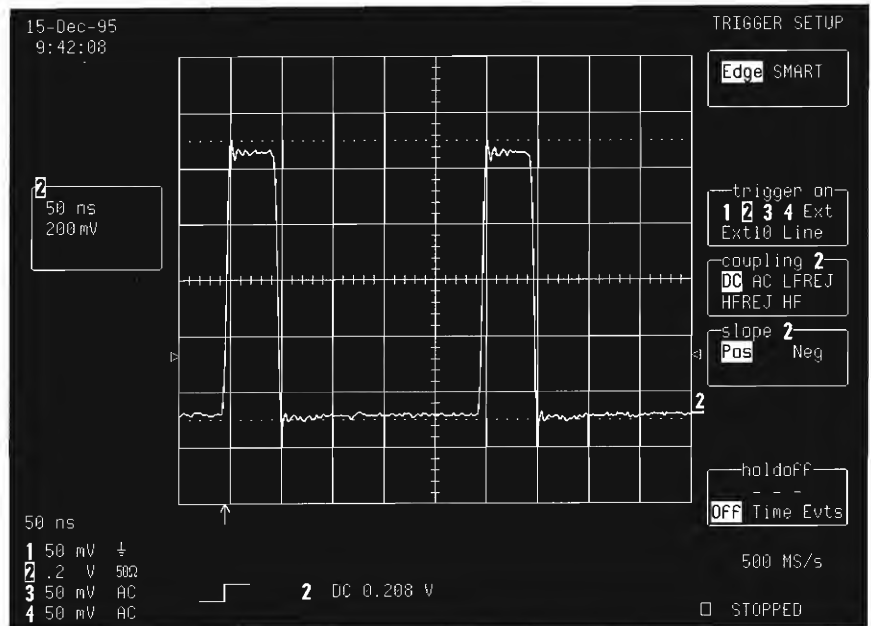 15-Dec-95
9:42:08
TRIGGER SETUP
Edge SMART
2
50 ns
200 mV
trigger on
1 2 3 4 Ext
Ext10 Line
coupling 2
DC AC LFREJ
HFREJ HF
slope 2
Pos Neg
2
holdoff
- - -
Off Time Evts
50 ns
1 50 mV ⏚
2 .2 V 50Ω
3 50 mV AC
4 50 mV AC
2 DC 0.208 V
500 MS/s
□ STOPPED